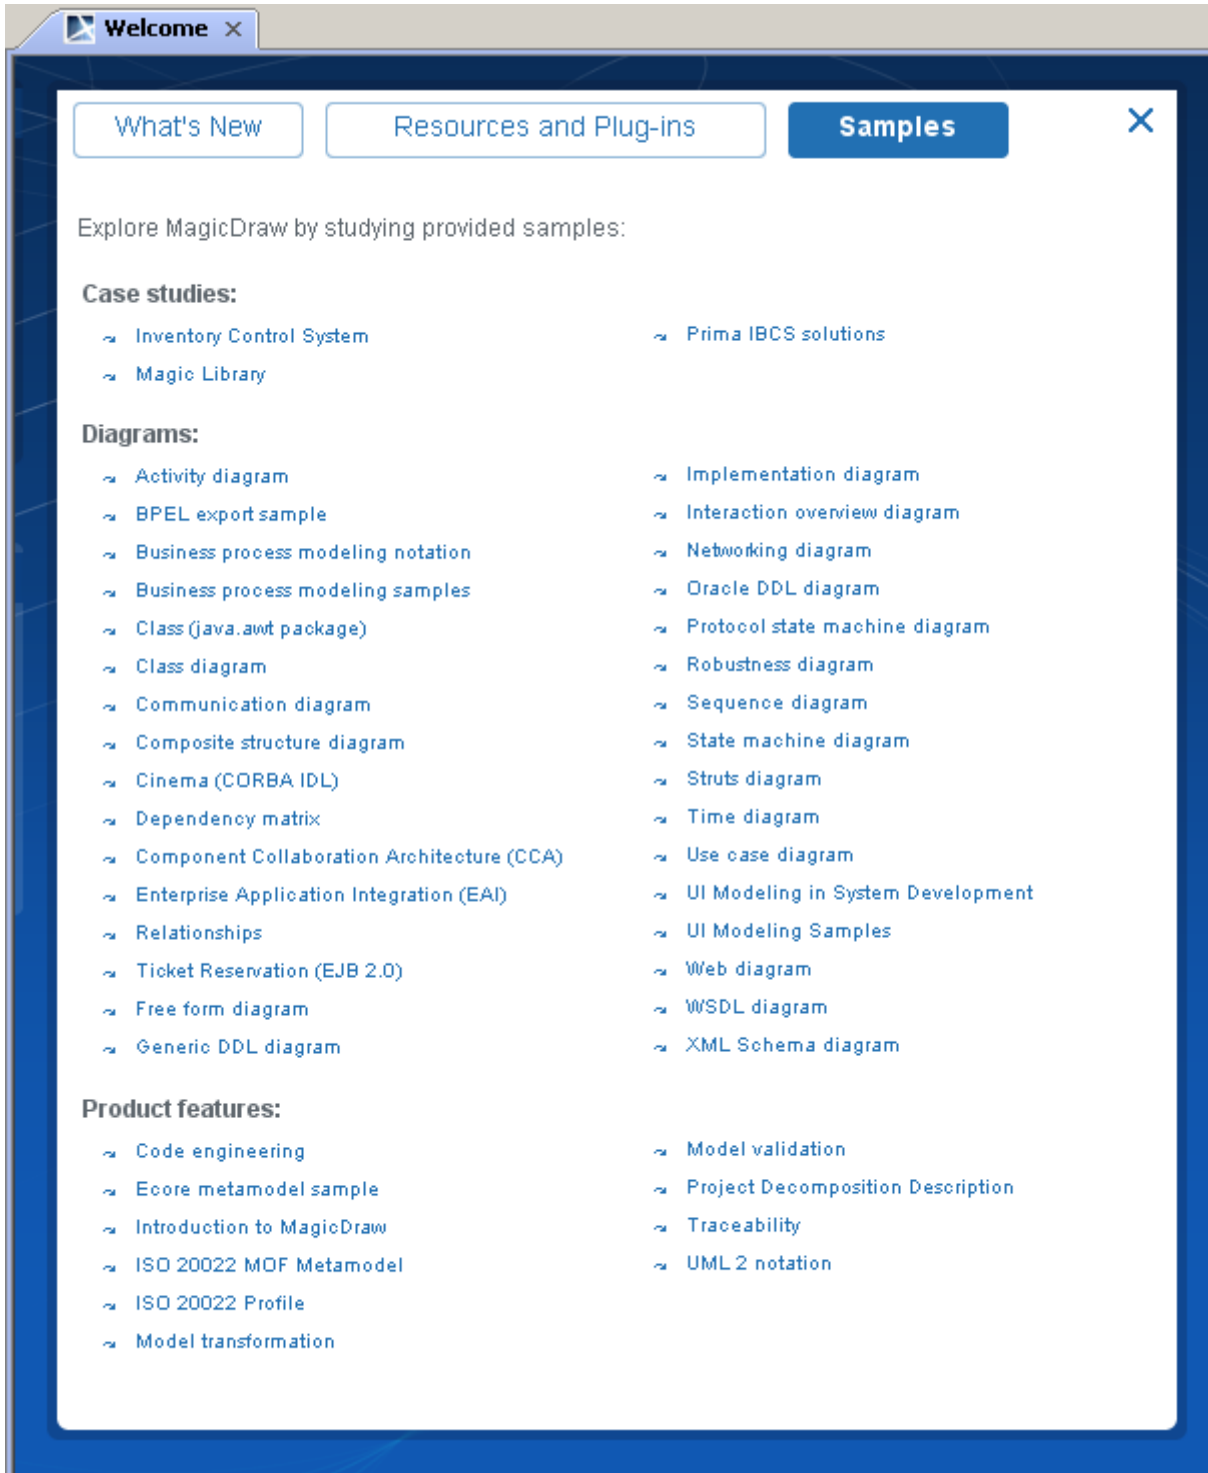 Welcome
What's New
Resources and Plug-ins
Samples
Explore MagicDraw by studying provided samples:
Case studies:
Inventory Control System
Magic Library
Prima IBCS solutions
Diagrams:
Activity diagram
BPEL export sample
Business process modeling notation
Business process modeling samples
Class (java.awt package)
Class diagram
Communication diagram
Composite structure diagram
Cinema (CORBA IDL)
Dependency matrix
Component Collaboration Architecture (CCA)
Enterprise Application Integration (EAI)
Relationships
Ticket Reservation (EJB 2.0)
Free form diagram
Generic DDL diagram
Implementation diagram
Interaction overview diagram
Networking diagram
Oracle DDL diagram
Protocol state machine diagram
Robustness diagram
Sequence diagram
State machine diagram
Struts diagram
Time diagram
Use case diagram
UI Modeling in System Development
UI Modeling Samples
Web diagram
WSDL diagram
XML Schema diagram
Product features:
Code engineering
Ecore metamodel sample
Introduction to MagicDraw
ISO 20022 MOF Metamodel
ISO 20022 Profile
Model transformation
Model validation
Project Decomposition Description
Traceability
UML 2 notation